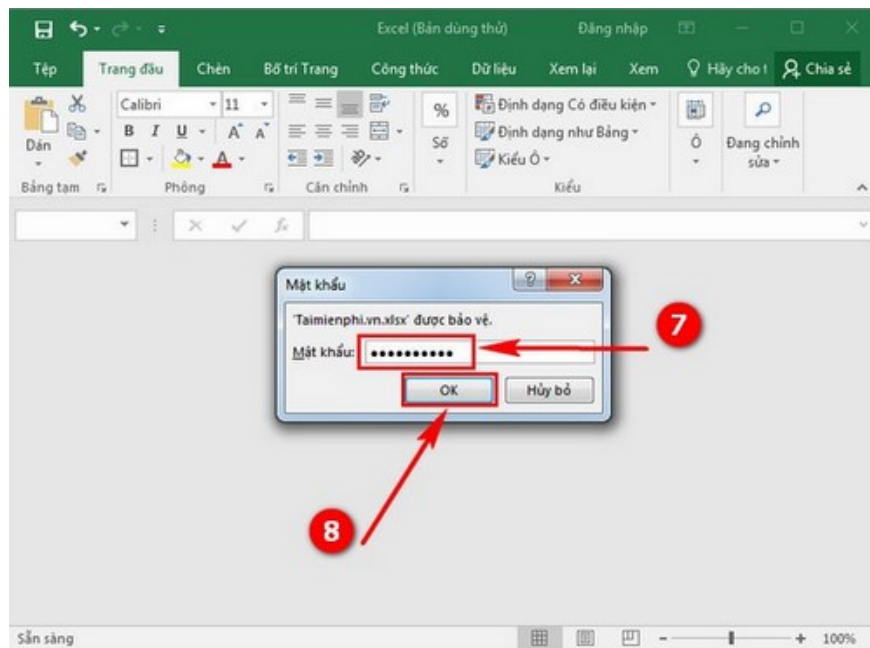 Excel (Bản dùng thử) Đăng nhập
Tệp Trang đầu Chèn Bố trí Trang Công thức Dữ liệu Xem lại Xem Hãy cho t Chia sẻ
Calibri 11 % Định dạng Có điều kiện
Dán B I U A A Số Định dạng như Bảng Ô Đang chỉnh sửa
A Kiểu Ô
Bảng tạm Phông Căn chỉnh Kiểu
fx
Mật khẩu ?
'Taimienphi.vn.xlsx' được bảo vệ.
7
Mật khẩu: ••••••••••
OK Hủy bỏ
8
Sẵn sàng - + 100%